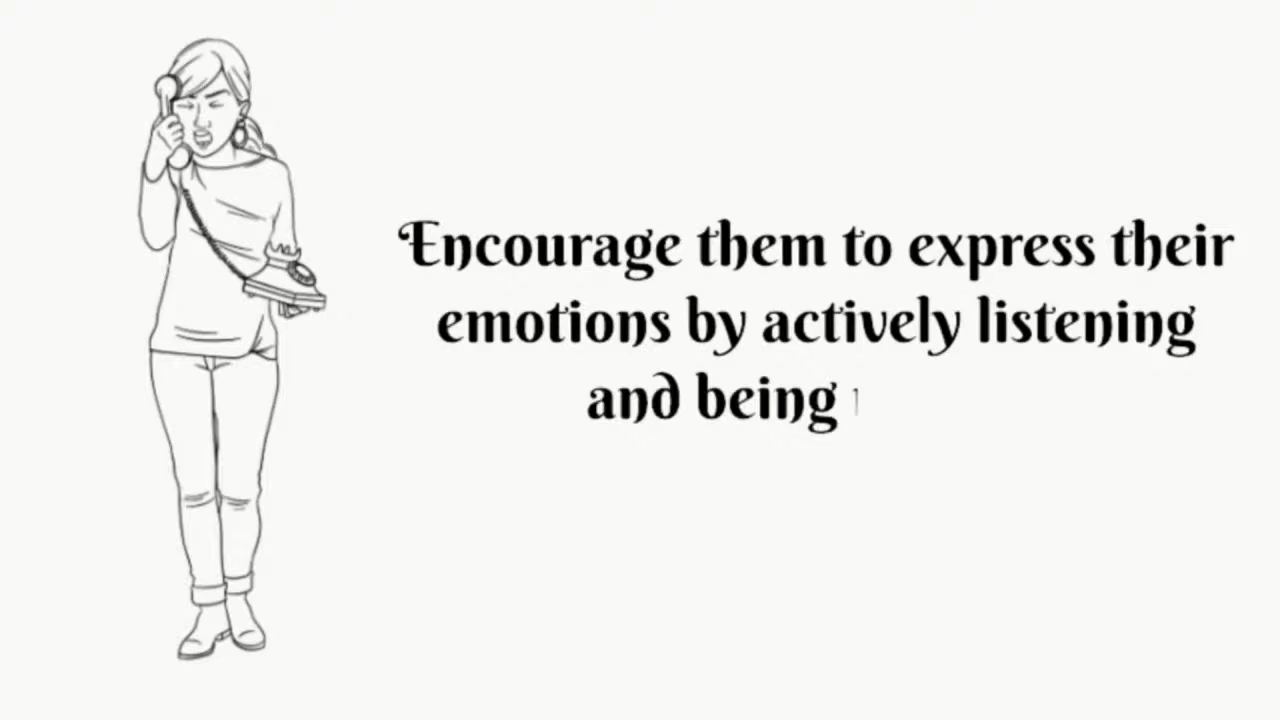 Encourage them to express their
emotions by actively listening
and being